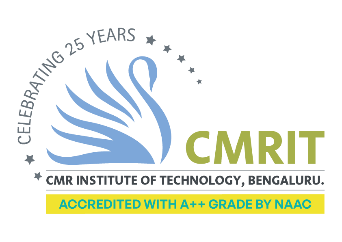 CELEBRATING 25 YEARS
CMRIT
CMR INSTITUTE OF TECHNOLOGY, BENGALURU.
ACCREDITED WITH A++ GRADE BY NAAC